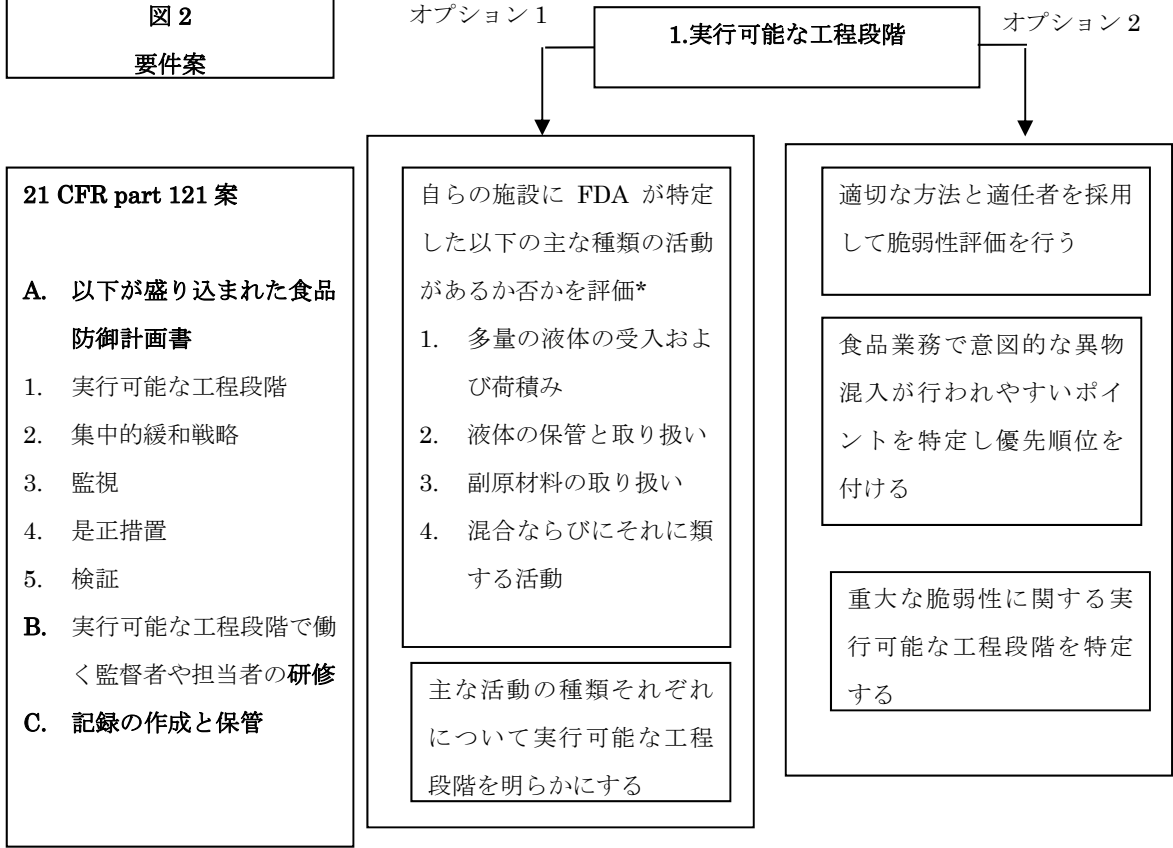 図 2
要件案
オプション 1
1.実行可能な工程段階
オプション 2
21 CFR part 121 案
A. 以下が盛り込まれた食品
防御計画書
1. 実行可能な工程段階
2. 集中的緩和戦略
3. 監視
4. 是正措置
5. 検証
B. 実行可能な工程段階で働
く監督者や担当者の研修
C. 記録の作成と保管
自らの施設に FDA が特定
した以下の主な種類の活動
があるか否かを評価*
1. 多量の液体の受入およ
び荷積み
2. 液体の保管と取り扱い
3. 副原材料の取り扱い
4. 混合ならびにそれに類
する活動
主な活動の種類それぞれ
について実行可能な工程
段階を明らかにする
適切な方法と適任者を採用
して脆弱性評価を行う
食品業務で意図的な異物
混入が行われやすいポイ
ントを特定し優先順位を
付ける
重大な脆弱性に関する実
行可能な工程段階を特定
する